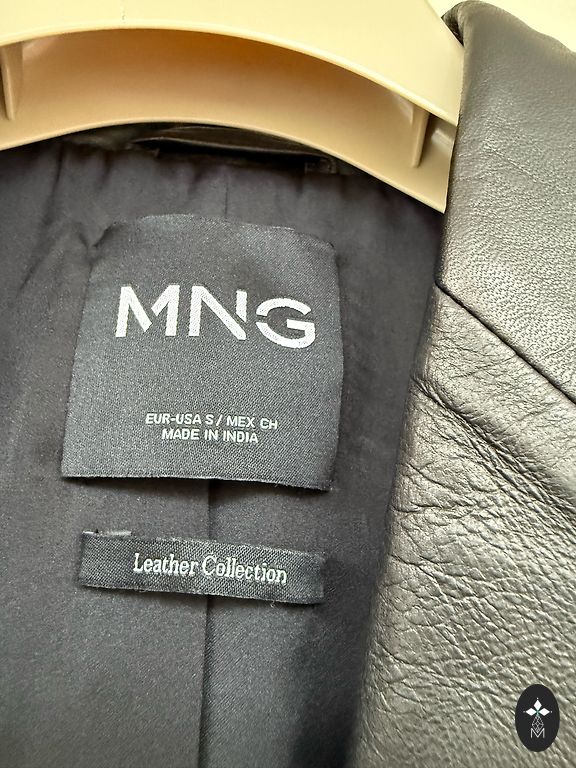 MNG
EUR-USA S / MEX CH
MADE IN INDIA
Leather Collection
M